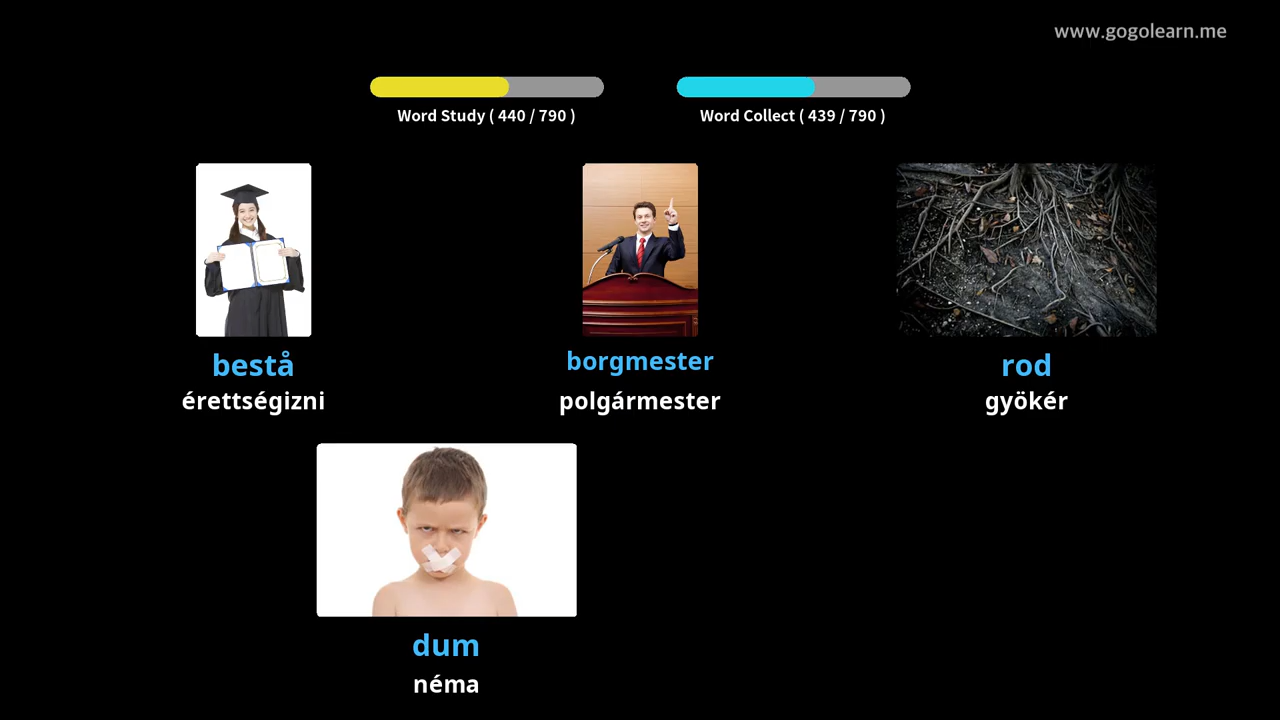 www.gogolearn.me
Word Study ( 440 / 790 )
Word Collect ( 439 / 790 )
bestå
érettségizni
borgmester
polgármester
rod
gyökér
dum
néma